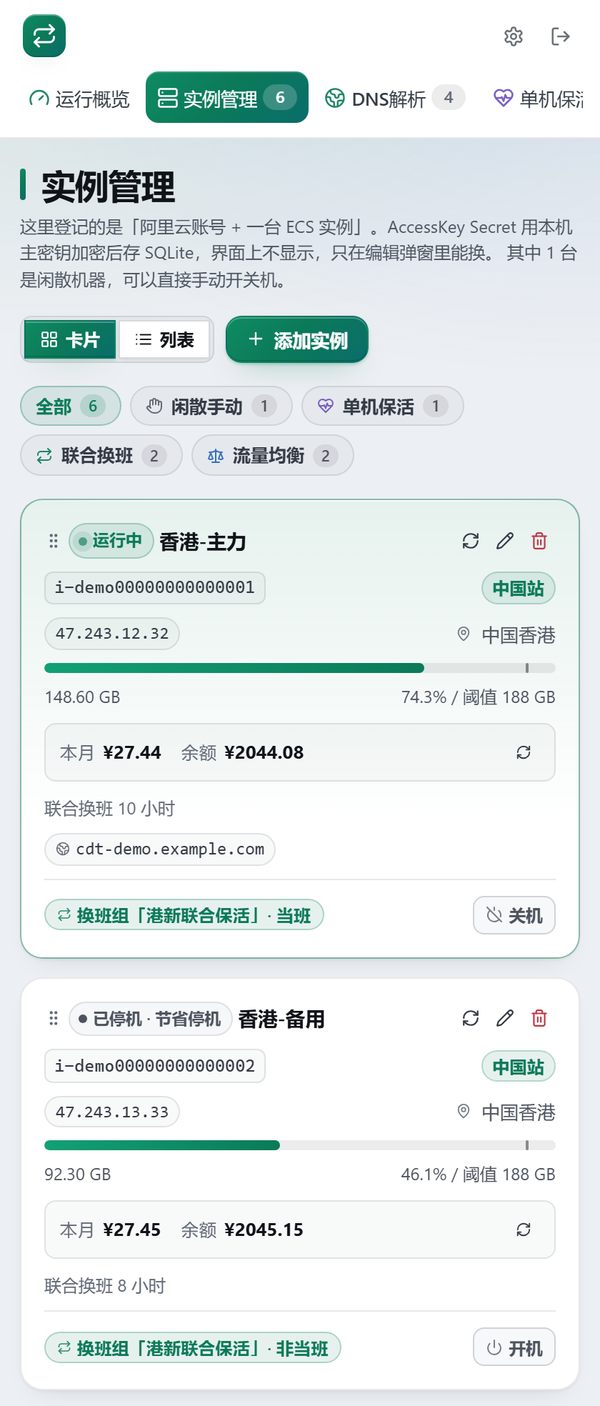 运行概览 实例管理 6 DNS解析 4 单机保活
实例管理
这里登记的是「阿里云账号 + 一台 ECS 实例」。AccessKey Secret 用本机
主密钥加密后存 SQLite，界面上不显示，只在编辑弹窗里能换。 其中 1 台
是闲散机器，可以直接手动开关机。
卡片 列表 添加实例
全部 6 闲散手动 1 单机保活 1
联合换班 2 流量均衡 2
运行中 香港-主力
i-demo00000000000001 中国站
47.243.12.32 中国香港
148.60 GB 74.3% / 阈值 188 GB
本月 ¥27.44 余额 ¥2044.08
联合换班 10 小时
cdt-demo.example.com
换班组「港新联合保活」· 当班 关机
已停机 · 节省停机 香港-备用
i-demo00000000000002 中国站
47.243.13.33 中国香港
92.30 GB 46.1% / 阈值 188 GB
本月 ¥27.45 余额 ¥2045.15
联合换班 8 小时
换班组「港新联合保活」· 非当班 开机